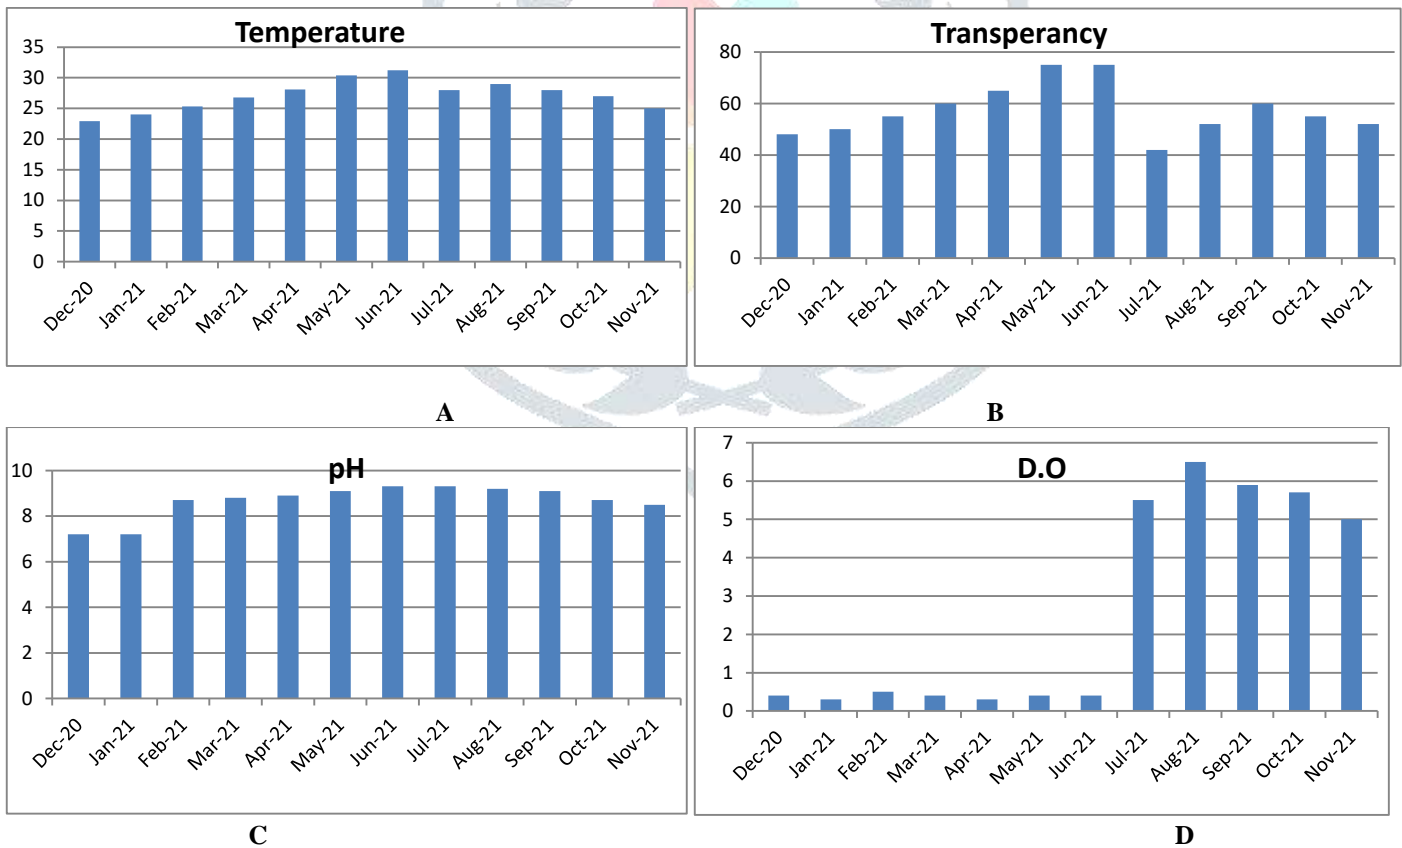 Temperature
35
30
25
20
15
10
5
0
Dec-20
Jan-21
Feb-21
Mar-21
Apr-21
May-21
Jun-21
Jul-21
Aug-21
Sep-21
Oct-21
Nov-21
Transperancy
80
60
40
20
0
Dec-20
Jan-21
Feb-21
Mar-21
Apr-21
May-21
Jun-21
Jul-21
Aug-21
Sep-21
Oct-21
Nov-21
A
B
pH
10
8
6
4
2
0
Dec-20
Jan-21
Feb-21
Mar-21
Apr-21
May-21
Jun-21
Jul-21
Aug-21
Sep-21
Oct-21
Nov-21
D.O
7
6
5
4
3
2
1
0
Dec-20
Jan-21
Feb-21
Mar-21
Apr-21
May-21
Jun-21
Jul-21
Aug-21
Sep-21
Oct-21
Nov-21
C
D